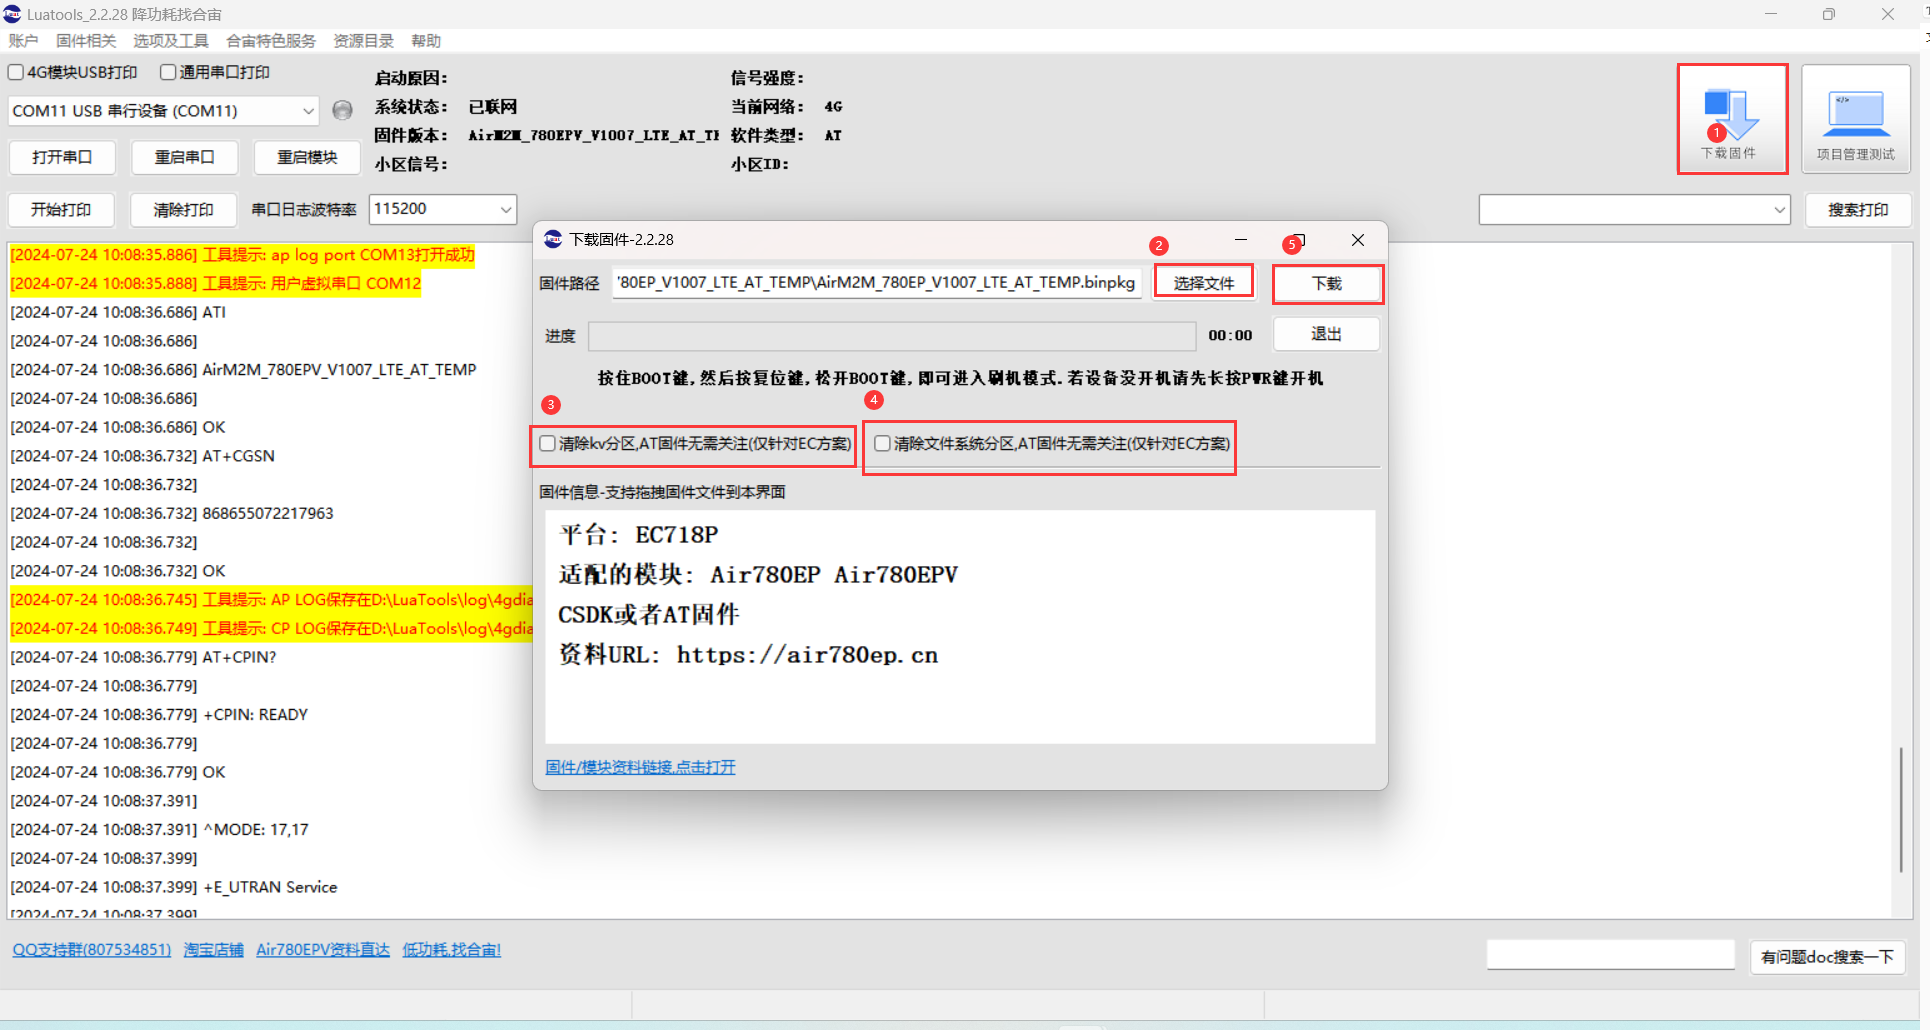 Luatools_2.2.28 降功耗找合宙
账户 固件相关 选项及工具 合宙特色服务 资源目录 帮助
4G模块USB打印 通用串口打印
COM11 USB 串行设备 (COM11)
打开串口 重启串口 重启模块
启动原因: 信号强度:
系统状态: 已联网 当前网络: 4G
固件版本: AirM2M_780EPV_V1007_LTE_AT_TE 软件类型: AT
小区信号: 小区ID:
1
下载固件
项目管理测试
开始打印 清除打印 串口日志波特率 115200
搜索打印
[2024-07-24 10:08:35.886] 工具提示: ap log port COM13打开成功
[2024-07-24 10:08:35.888] 工具提示: 用户虚拟串口 COM12
[2024-07-24 10:08:36.686] ATI
[2024-07-24 10:08:36.686]
[2024-07-24 10:08:36.686] AirM2M_780EPV_V1007_LTE_AT_TEMP
[2024-07-24 10:08:36.686]
[2024-07-24 10:08:36.686] OK
[2024-07-24 10:08:36.732] AT+CGSN
[2024-07-24 10:08:36.732]
[2024-07-24 10:08:36.732] 868655072217963
[2024-07-24 10:08:36.732]
[2024-07-24 10:08:36.732] OK
[2024-07-24 10:08:36.745] 工具提示: AP LOG保存在D:\LuaTools\log\4gdia
[2024-07-24 10:08:36.749] 工具提示: CP LOG保存在D:\LuaTools\log\4gdia
[2024-07-24 10:08:36.779] AT+CPIN?
[2024-07-24 10:08:36.779]
[2024-07-24 10:08:36.779] +CPIN: READY
[2024-07-24 10:08:36.779]
[2024-07-24 10:08:36.779] OK
[2024-07-24 10:08:37.391]
[2024-07-24 10:08:37.391] ^MODE: 17,17
[2024-07-24 10:08:37.399]
[2024-07-24 10:08:37.399] +E_UTRAN Service
[2024-07-24 10:08:37.399]
下载固件-2.2.28
2 5
固件路径 '80EP_V1007_LTE_AT_TEMP\AirM2M_780EP_V1007_LTE_AT_TEMP.binpkg 选择文件 下载
进度 00:00 退出
按住BOOT键,然后按复位键,松开BOOT键,即可进入刷机模式.若设备没开机请先长按PWR键开机
3 4
清除kv分区,AT固件无需关注(仅针对EC方案) 清除文件系统分区,AT固件无需关注(仅针对EC方案)
固件信息-支持拖拽固件文件到本界面
平台: EC718P
适配的模块: Air780EP Air780EPV
CSDK或者AT固件
资料URL: https://air780ep.cn
固件/模块资料链接,点击打开
QQ支持群(807534851) 淘宝店铺 Air780EPV资料直达 低功耗,找合宙!
有问题doc搜索一下